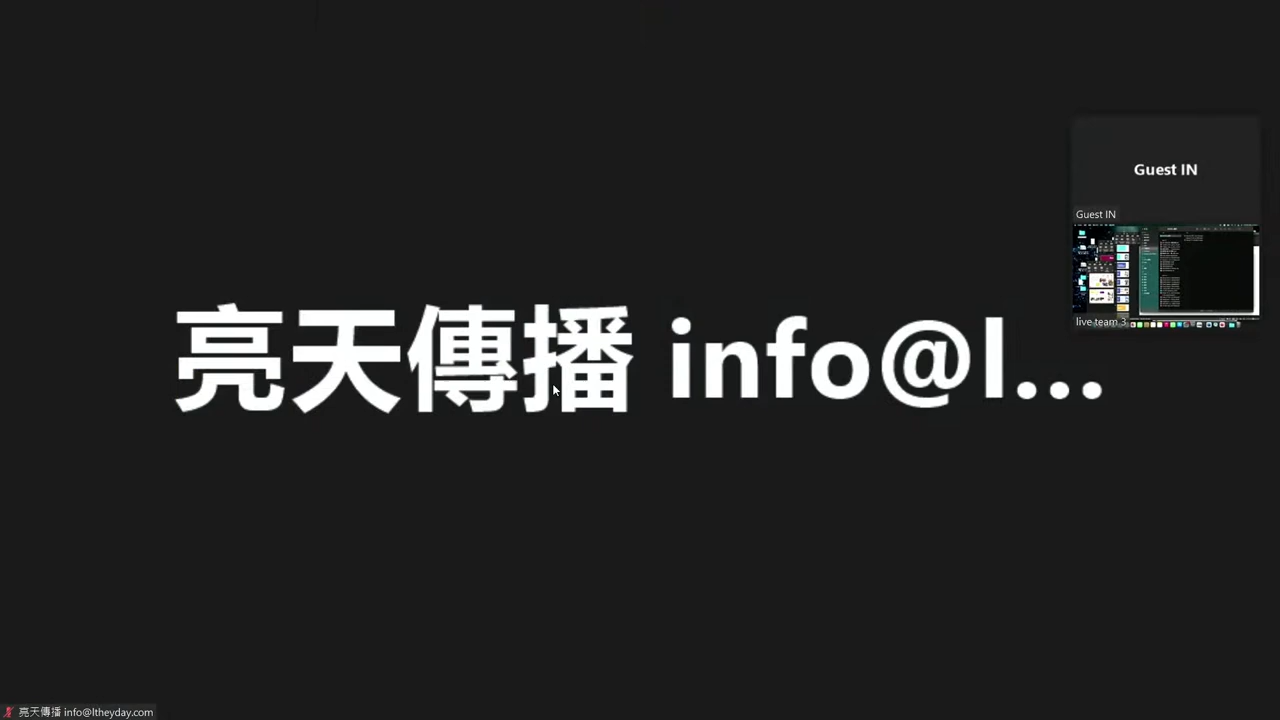 Guest IN
Guest IN
live team 3
亮天傳播 info@l...
亮天傳播 info@ltheyday.com